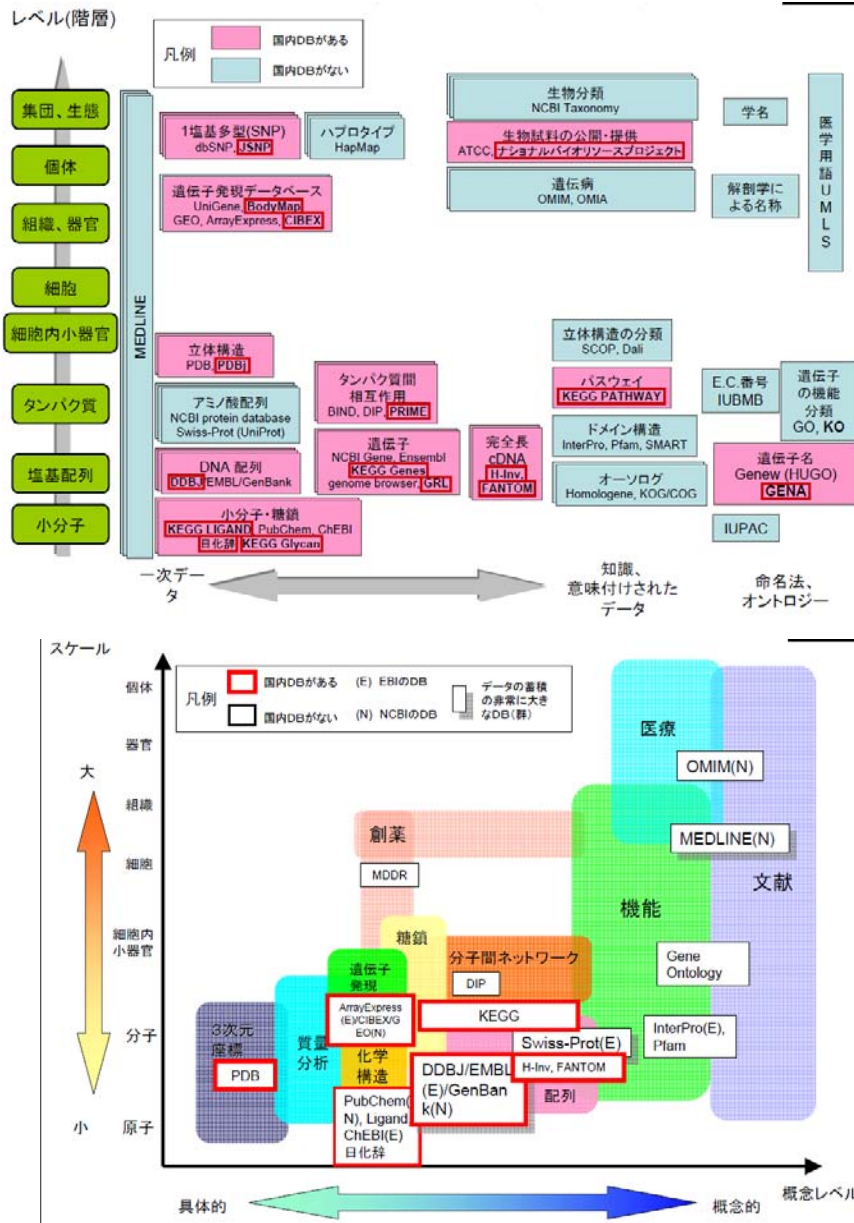 レベル(階層)
凡例
国内DBがある
国内DBがない
集団、生態
個体
組織、器官
細胞
細胞内小器官
タンパク質
塩基配列
小分子
MEDLINE
1塩基多型(SNP)
dbSNP, JSNP
ハプロタイプ
HapMap
生物分類
NCBI Taxonomy
生物試料の公開・提供
ATCC, ナショナルバイオリソースプロジェクト
遺伝病
OMIM, OMIA
学名
解剖学に
よる名称
医学用語UMLS
遺伝子発現データベース
UniGene, BodyMap
GEO, ArrayExpress, CIBEX
立体構造
PDB, PDBj
アミノ酸配列
NCBI protein database
Swiss-Prot (UniProt)
DNA 配列
DDBJ/EMBL/GenBank
小分子・糖鎖
KEGG LIGAND, PubChem, ChEBI
日化辞 KEGG Glycan
タンパク質間
相互作用
BIND, DIP, PRIME
遺伝子
NCBI Gene, Ensembl
KEGG Genes
genome browser, GRL
完全長
cDNA
H-Inv,
FANTOM
立体構造の分類
SCOP, Dali
パスウェイ
KEGG PATHWAY
ドメイン構造
InterPro, Pfam, SMART
オーソログ
Homologene, KOG/COG
E.C.番号
IUBMB
遺伝子
の機能
分類
GO, KO
遺伝子名
Genew (HUGO)
GENA
IUPAC
一次デー
タ
知識、
意味付けされた
データ
命名法、
オントロジー
スケール
凡例
国内DBがある
国内DBがない
(E) EBIのDB
(N) NCBIのDB
データの蓄積
の非常に大き
なDB(群)
大
小
個体
器官
組織
細胞
細胞内
小器官
分子
原子
医療
OMIM(N)
MEDLINE(N)
文献
機能
創薬
MDDR
糖鎖
分子間ネットワーク
DIP
遺伝子
発現
ArrayExpress
(E)/CIBEX/G
EO(N)
KEGG
Gene
Ontology
InterPro(E),
Pfam
3次元
座標
PDB
質量
分析
化学
構造
PubChem(
N), Ligand
ChEBI(E)
日化辞
DDBJ/EMBL
(E)/GenBan
k(N)
Swiss-Prot(E)
H-Inv, FANTOM
配列
具体的
概念的
概念レベル